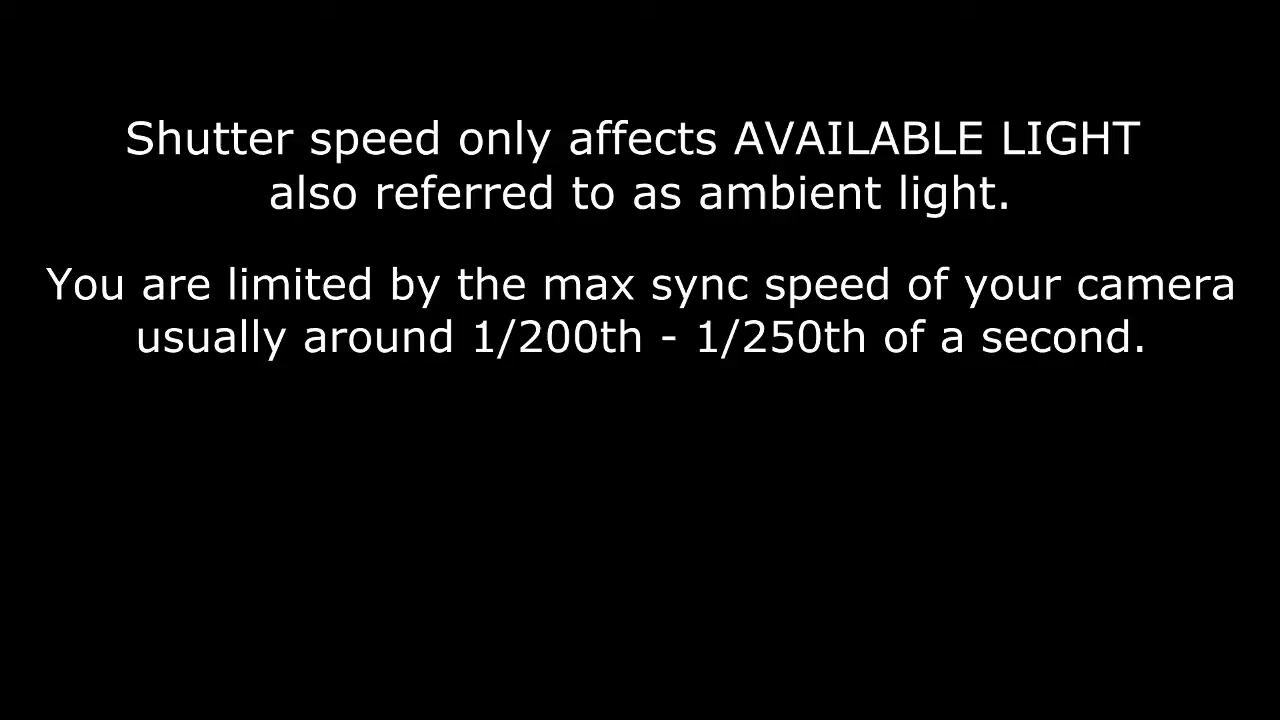 Shutter speed only affects AVAILABLE LIGHT
also referred to as ambient light.
You are limited by the max sync speed of your camera
usually around 1/200th - 1/250th of a second.